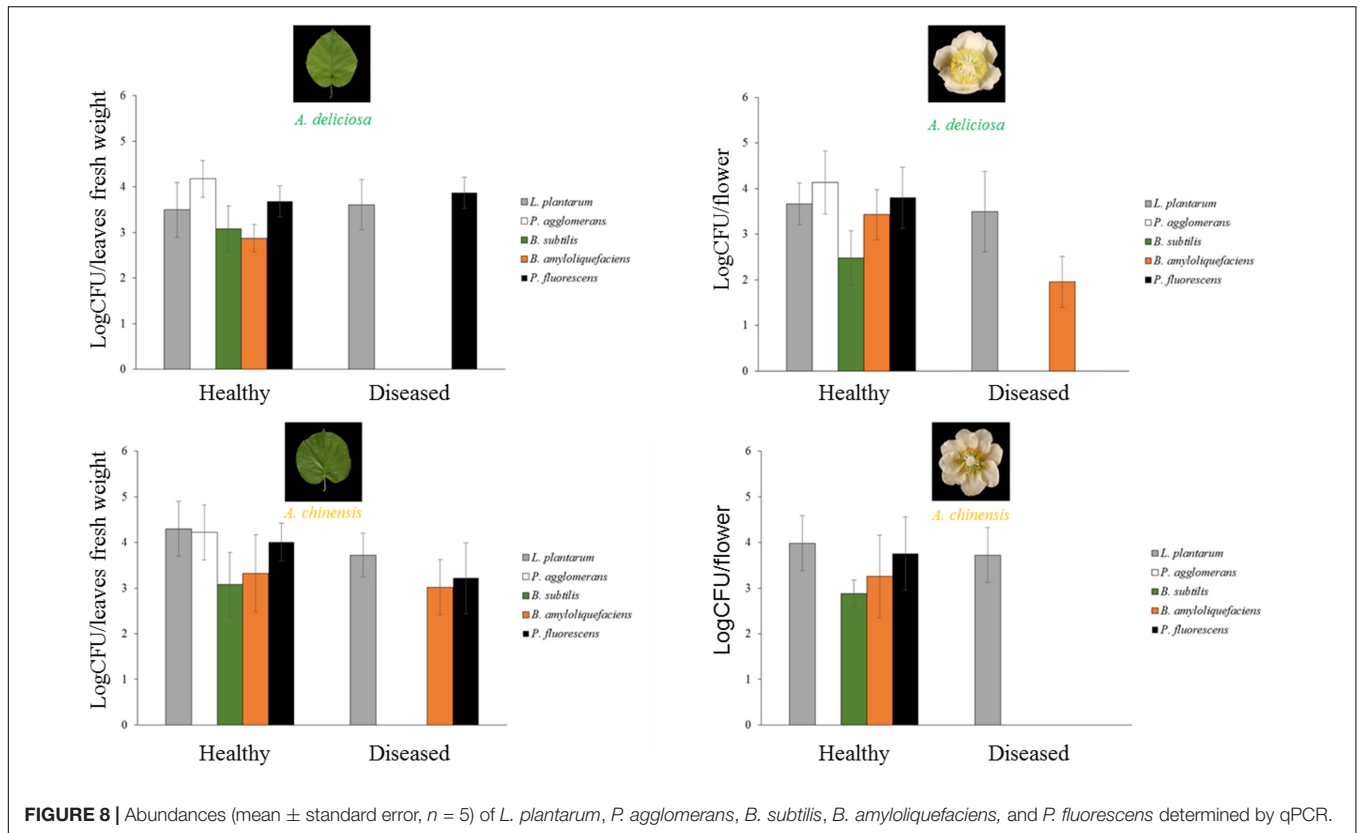 A. deliciosa
6
5
4
3
2
1
0
LogCFU/leaves fresh weight
Healthy
Diseased
L. plantarum
P. agglomerans
B. subtilis
B. amyloliquefaciens
P. fluorescens
A. deliciosa
6
5
4
3
2
1
0
LogCFU/flower
Healthy
Diseased
L. plantarum
P. agglomerans
B. subtilis
B. amyloliquefaciens
P. fluorescens
A. chinensis
6
5
4
3
2
1
0
LogCFU/leaves fresh weight
Healthy
Diseased
L. plantarum
P. agglomerans
B. subtilis
B. amyloliquefaciens
P. fluorescens
A. chinensis
6
5
4
3
2
1
0
LogCFU/flower
Healthy
Diseased
L. plantarum
P. agglomerans
B. subtilis
B. amyloliquefaciens
P. fluorescens
FIGURE 8 | Abundances (mean ± standard error, n = 5) of L. plantarum, P. agglomerans, B. subtilis, B. amyloliquefaciens, and P. fluorescens determined by qPCR.